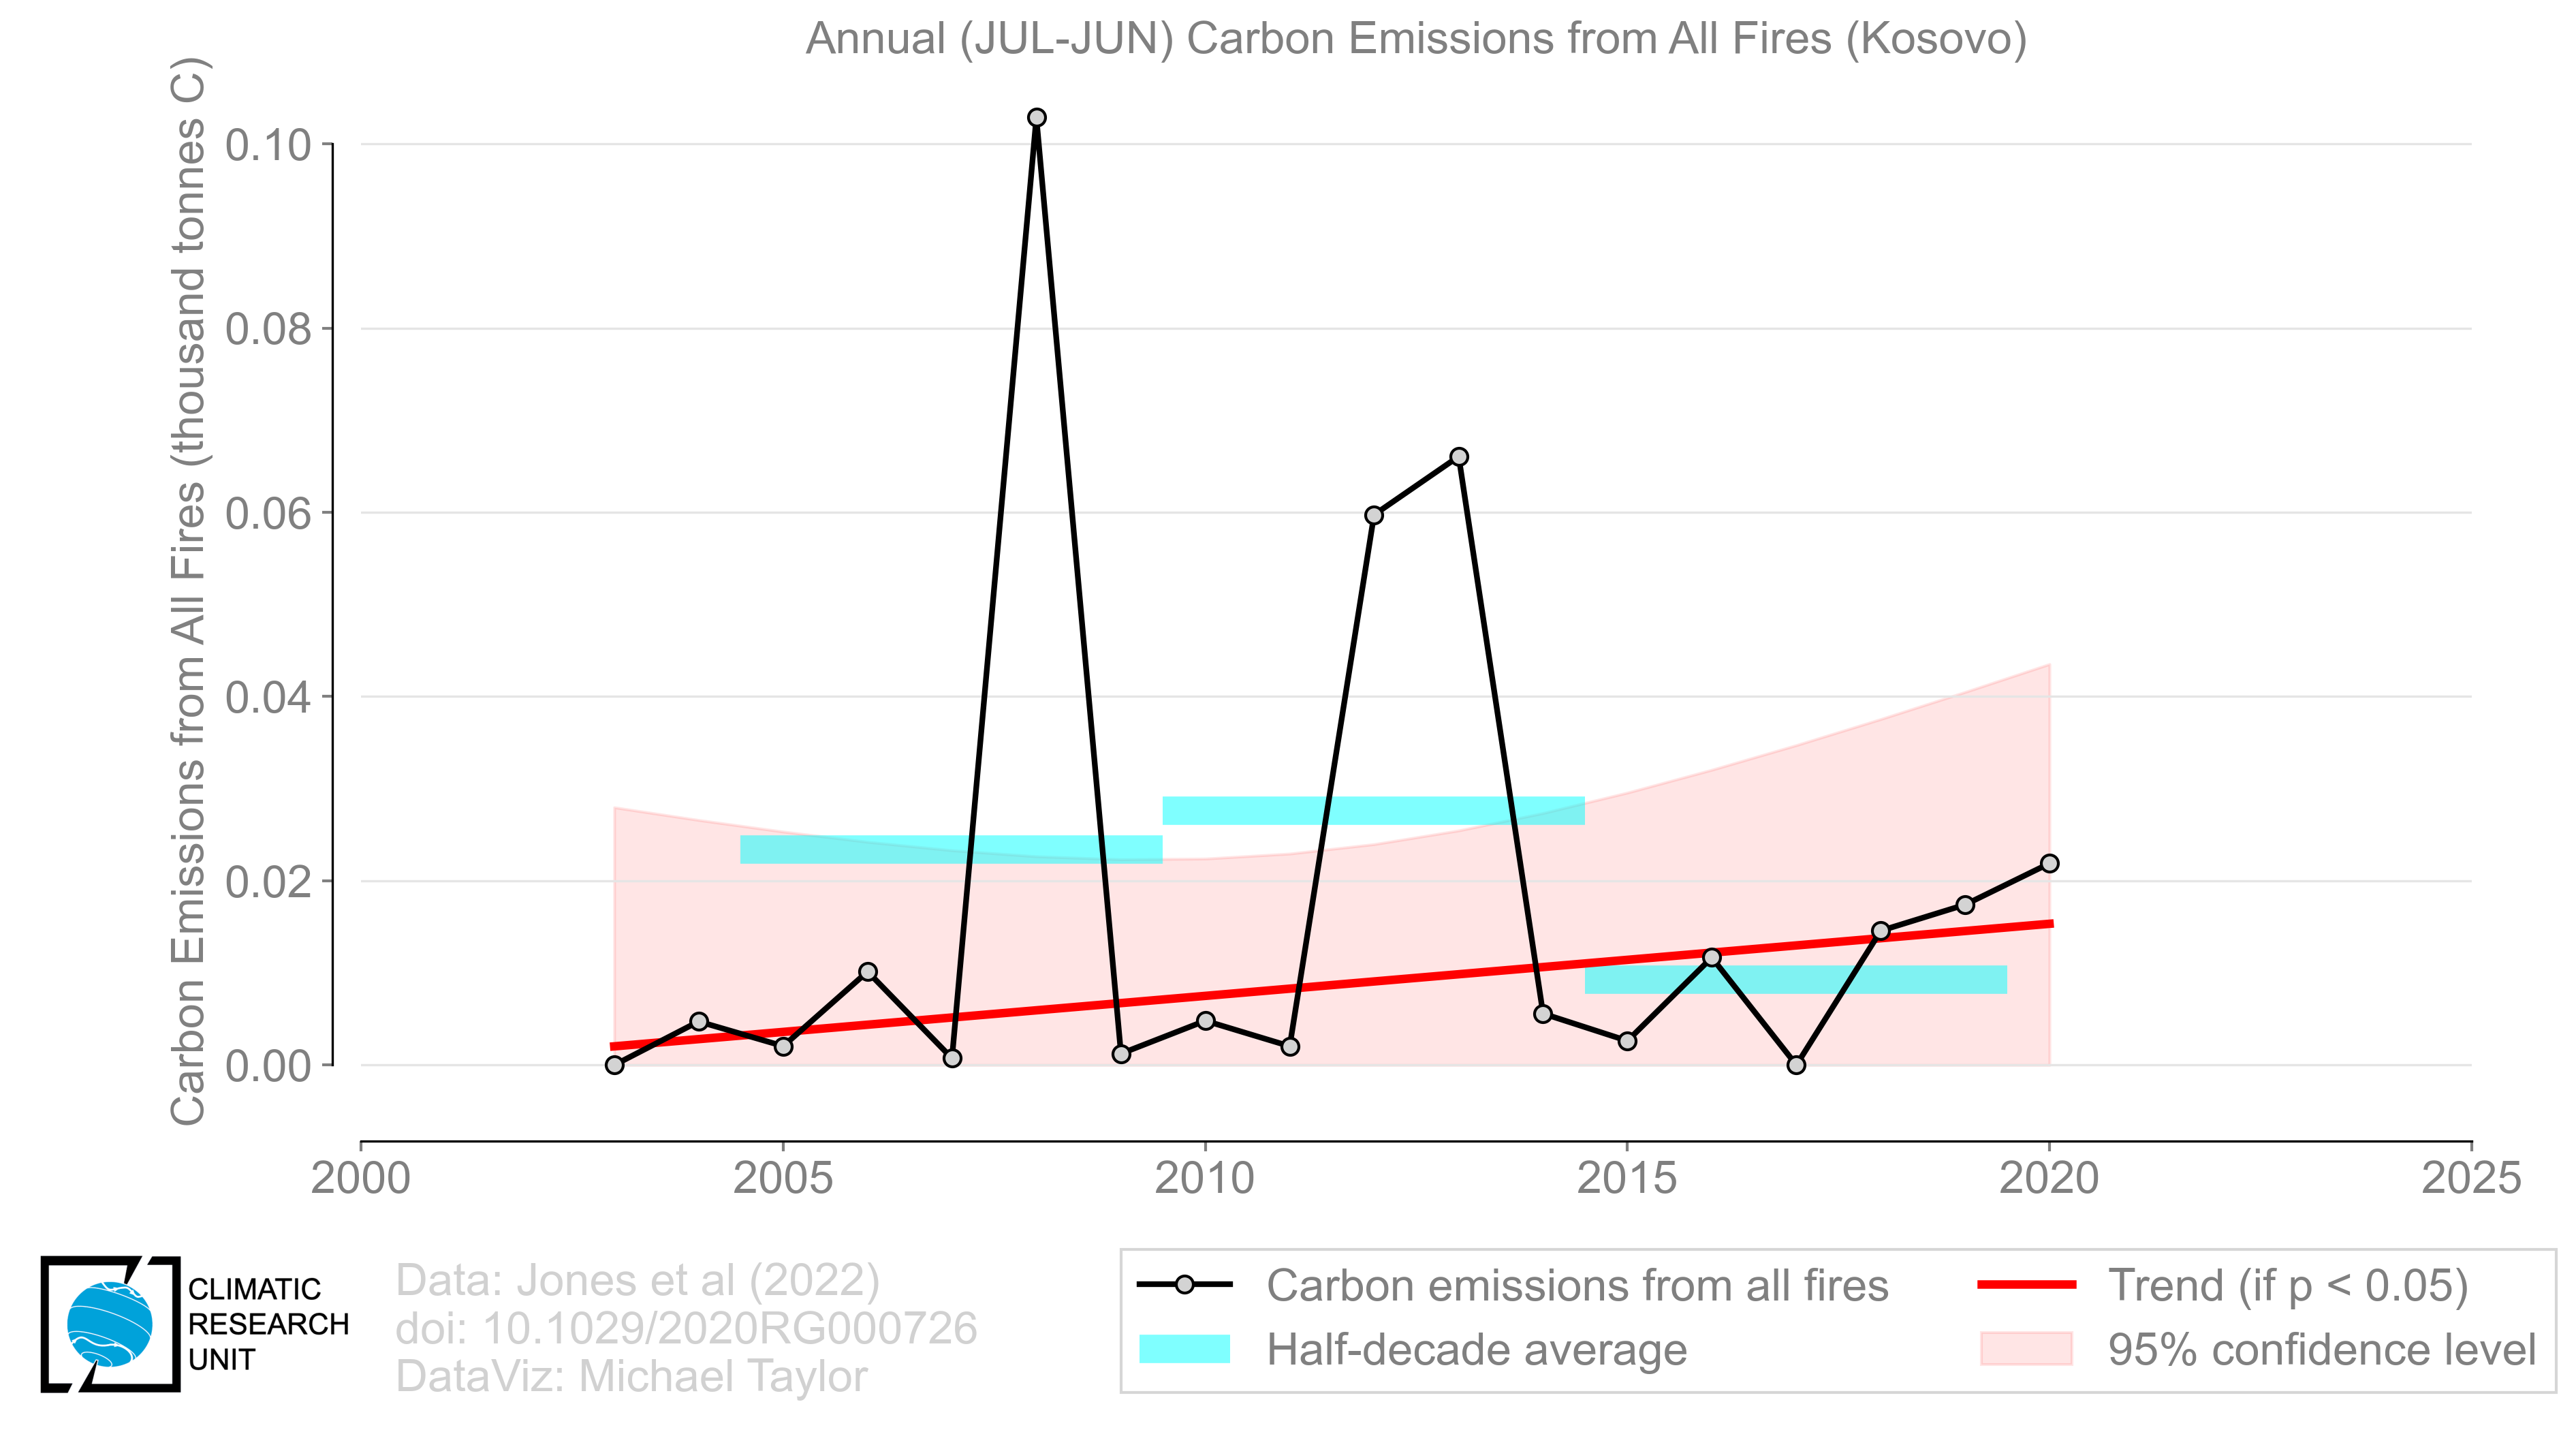 Annual (JUL-JUN) Carbon Emissions from All Fires (Kosovo)
Carbon Emissions from All Fires (thousand tonnes C)
0.10
0.08
0.06
0.04
0.02
0.00
2000 2005 2010 2015 2020 2025
CLIMATIC
RESEARCH
UNIT
Data: Jones et al (2022)
doi: 10.1029/2020RG000726
DataViz: Michael Taylor
Carbon emissions from all fires
Half-decade average
Trend (if p < 0.05)
95% confidence level